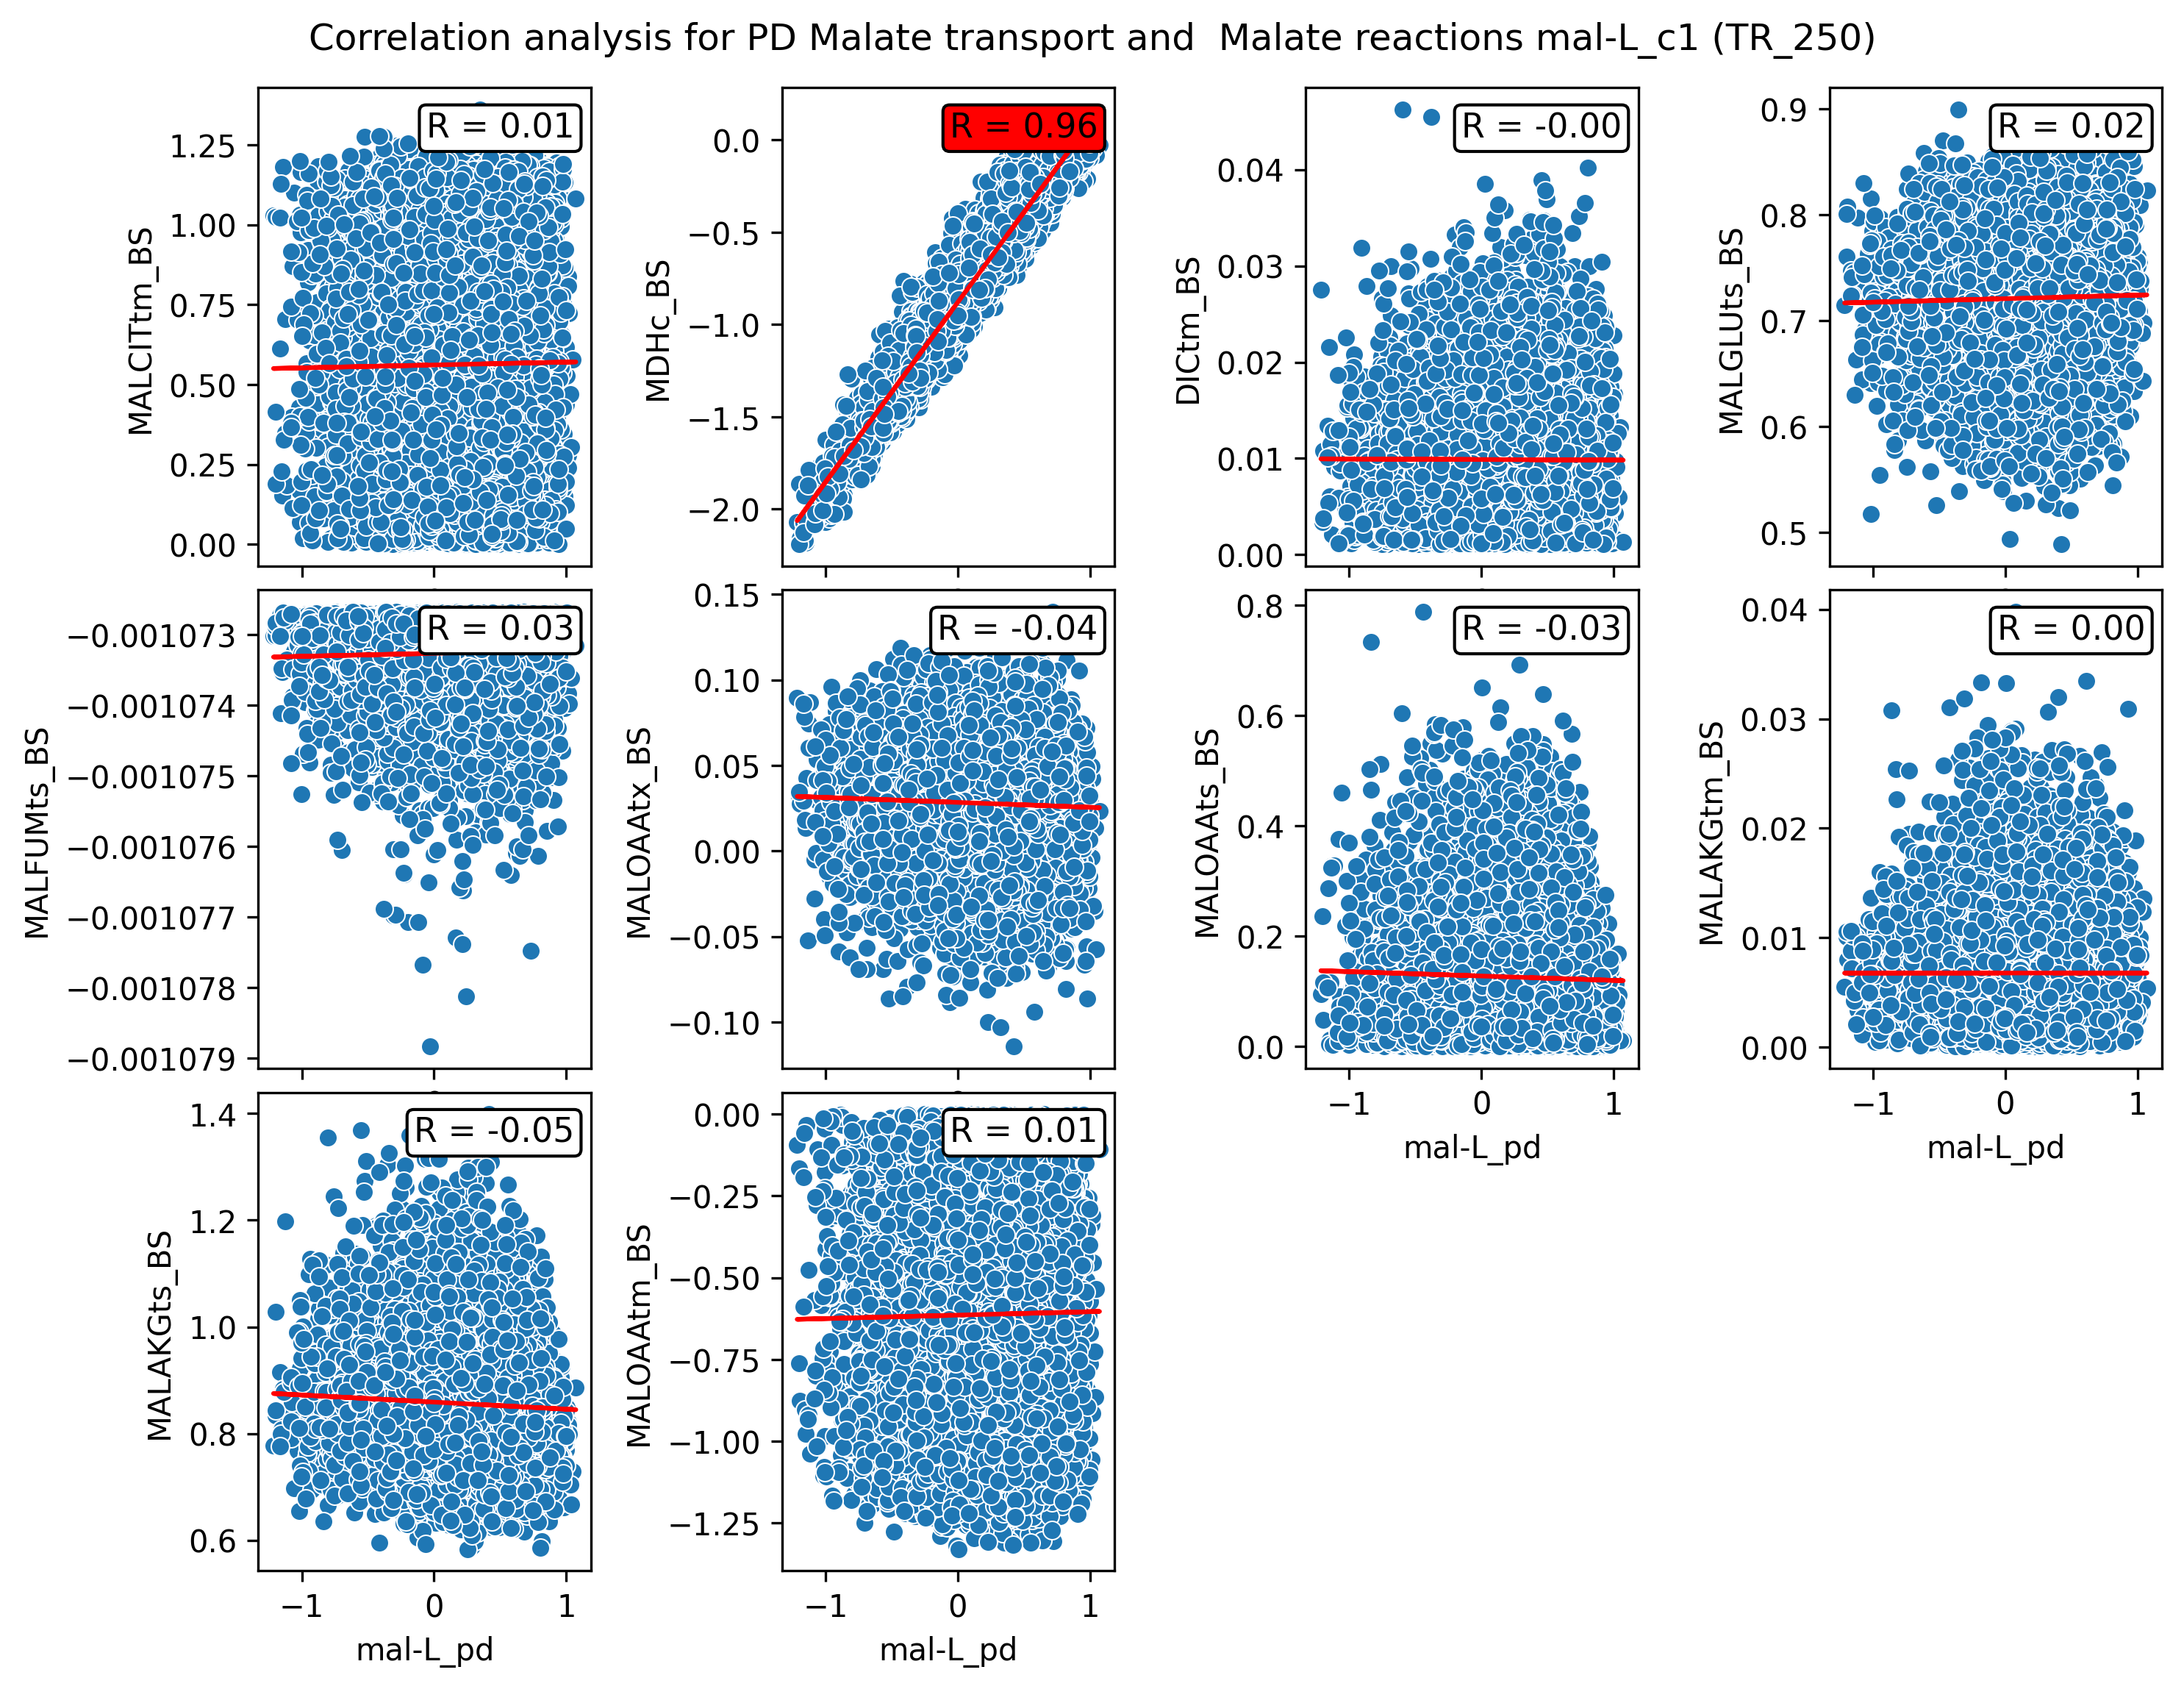 Correlation analysis for PD Malate transport and  Malate reactions mal-L_c1 (TR_250)
MALCITtm_BS
1.25
1.00
0.75
0.50
0.25
0.00
R = 0.01
MDHc_BS
0.0
−0.5
−1.0
−1.5
−2.0
R = 0.96
DICtm_BS
0.04
0.03
0.02
0.01
0.00
R = -0.00
MALGLUts_BS
0.9
0.8
0.7
0.6
0.5
R = 0.02
MALFUMts_BS
−0.001073
−0.001074
−0.001075
−0.001076
−0.001077
−0.001078
−0.001079
R = 0.03
MALOAAtx_BS
0.15
0.10
0.05
0.00
−0.05
−0.10
R = -0.04
MALOAAts_BS
0.8
0.6
0.4
0.2
0.0
R = -0.03
−1 0 1
mal-L_pd
MALAKGtm_BS
0.04
0.03
0.02
0.01
0.00
R = 0.00
−1 0 1
mal-L_pd
MALAKGts_BS
1.4
1.2
1.0
0.8
0.6
R = -0.05
−1 0 1
mal-L_pd
MALOAAtm_BS
0.00
−0.25
−0.50
−0.75
−1.00
−1.25
R = 0.01
−1 0 1
mal-L_pd